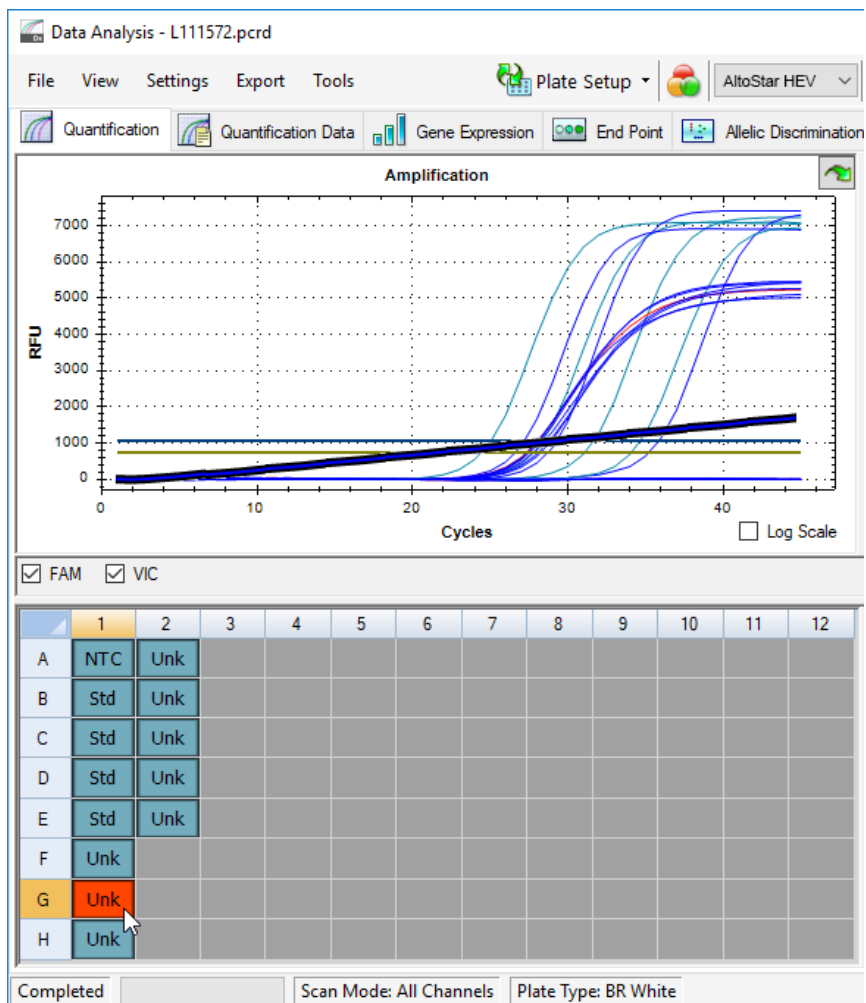 Data Analysis - L111572.pcrd
File View Settings Export Tools Plate Setup AltoStar HEV
Quantification Quantification Data Gene Expression End Point Allelic Discrimination
Amplification
7000
6000
5000
4000
3000
2000
1000
0
RFU
0 10 20 30 40
Cycles
Log Scale
FAM VIC
1 2 3 4 5 6 7 8 9 10 11 12
A NTC Unk
B Std Unk
C Std Unk
D Std Unk
E Std Unk
F Unk
G Unk
H Unk
Completed Scan Mode: All Channels Plate Type: BR White